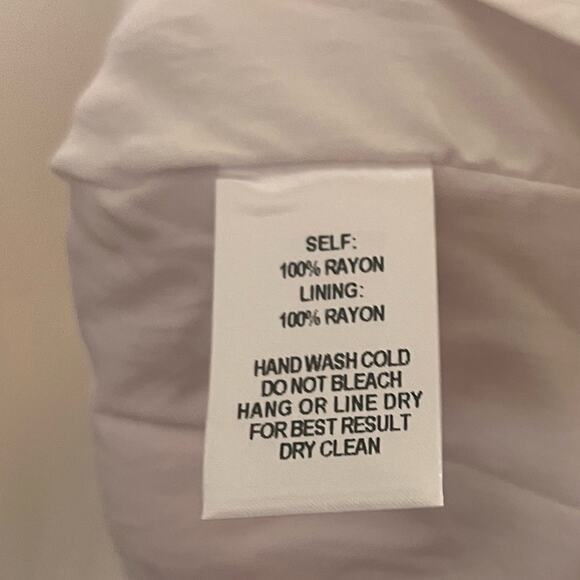 SELF:
100% RAYON
LINING:
100% RAYON
HAND WASH COLD
DO NOT BLEACH
HANG OR LINE DRY
FOR BEST RESULT
DRY CLEAN